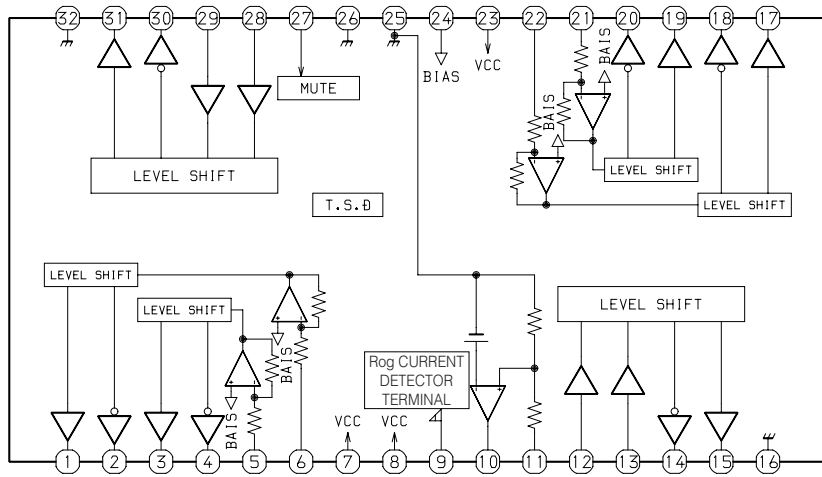 32 31 30 29 28 27 26 25 24 23 22 21 20 19 18 17
BIAS
VCC
BAIS
BAIS
MUTE
LEVEL SHIFT
LEVEL SHIFT
LEVEL SHIFT
T.S.D
LEVEL SHIFT
LEVEL SHIFT
LEVEL SHIFT
BAIS
BAIS
Rog CURRENT
DETECTOR
TERMINAL
VCC
VCC
1 2 3 4 5 6 7 8 9 10 11 12 13 14 15 16